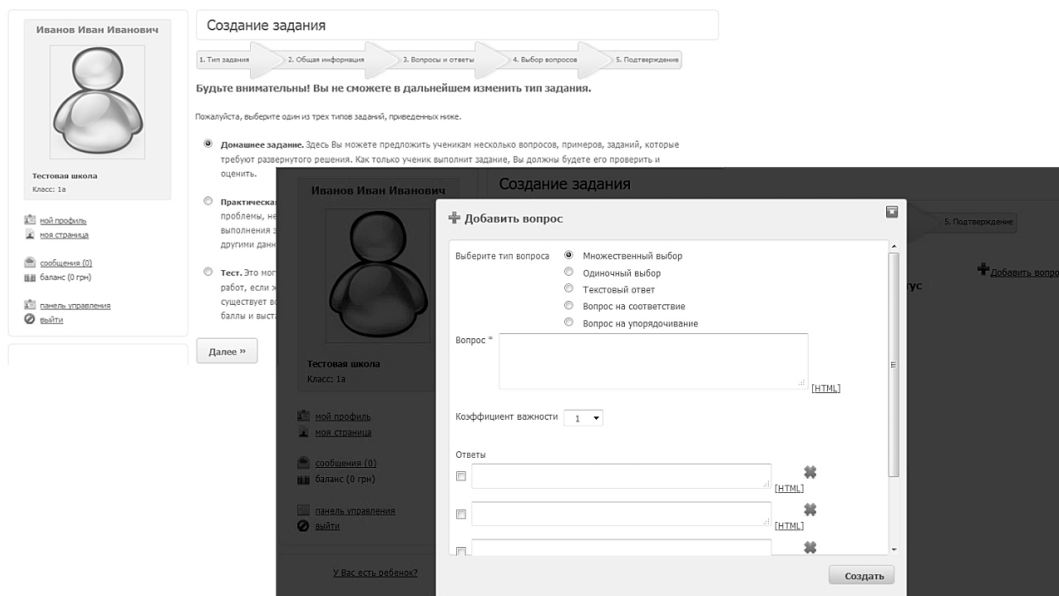 Иванов Иван Иванович
Тестовая школа
Класс: 1а
мой профиль
моя страница
сообщения (0)
баланс (0 грн)
панель управления
выйти
Создание задания
1. Тип задания
2. Общая информация
3. Вопросы и ответы
4. Выбор вопросов
5. Подтверждение
Будьте внимательны! Вы не сможете в дальнейшем изменить тип задания.
Пожалуйста, выберите один из трех типов заданий, приведенных ниже.
Домашнее задание. Здесь Вы можете предложить ученикам несколько вопросов, примеров, заданий, которые
требуют развернутого решения. Как только ученик выполнит задание, Вы должны будете его проверить и
оценить.
Практическа
проблемы, не
выполнения з
другими данн
Тест. Это мог
работ, если ж
существует в
баллы и выста
Далее »
Иванов Иван Иванович
Тестовая школа
Класс: 1а
мой профиль
моя страница
сообщения (0)
баланс (0 грн)
панель управления
выйти
У Вас есть ребенок?
Создание задания
5. Подтверждение
Добавить вопро
тус
Добавить вопрос
Выберите тип вопроса
Множественный выбор
Одиночный выбор
Текстовый ответ
Вопрос на соответствие
Вопрос на упорядочивание
Вопрос *
[HTML]
Коэффициент важности
1
Ответы
[HTML]
[HTML]
Создать